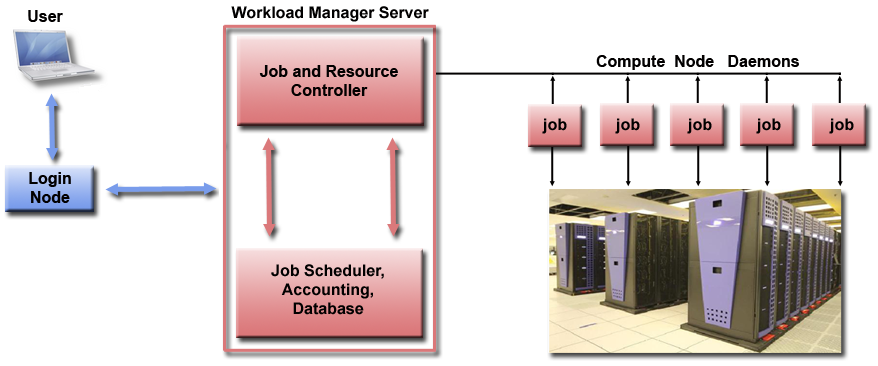 User
Workload Manager Server
Job and Resource
Controller
Compute Node Daemons
job
job
job
job
job
Login
Node
Job Scheduler,
Accounting,
Database